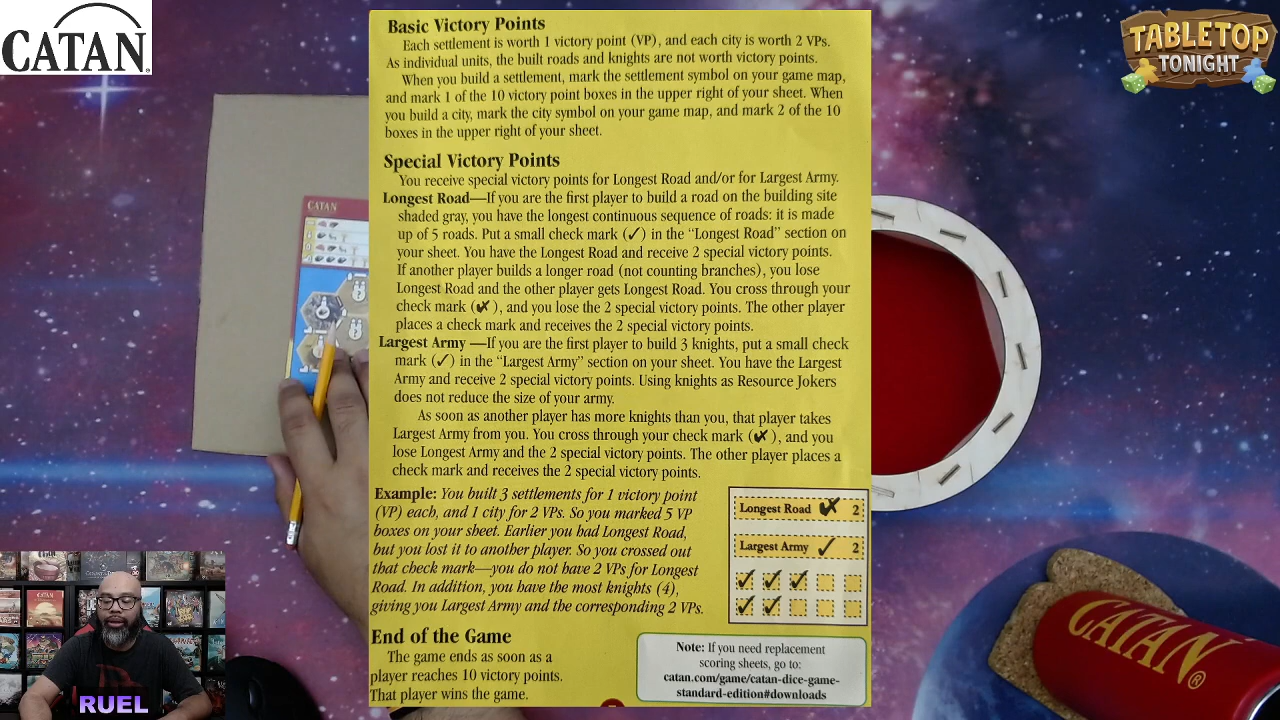 CATAN
TABLETOP
TONIGHT
Basic Victory Points
Each settlement is worth 1 victory point (VP), and each city is worth 2 VPs.
As individual units, the built roads and knights are not worth victory points.
When you build a settlement, mark the settlement symbol on your game map,
and mark 1 of the 10 victory point boxes in the upper right of your sheet. When
you build a city, mark the city symbol on your game map, and mark 2 of the 10
boxes in the upper right of your sheet.
Special Victory Points
You receive special victory points for Longest Road and/or for Largest Army.
Longest Road—If you are the first player to build a road on the building site
shaded gray, you have the longest continuous sequence of roads: it is made
up of 5 roads. Put a small check mark (✓) in the “Longest Road” section on
your sheet. You have the Longest Road and receive 2 special victory points.
If another player builds a longer road (not counting branches), you lose
Longest Road and the other player gets Longest Road. You cross through your
check mark (✘), and you lose the 2 special victory points. The other player
places a check mark and receives the 2 special victory points.
Largest Army —If you are the first player to build 3 knights, put a small check
mark (✓) in the “Largest Army” section on your sheet. You have the Largest
Army and receive 2 special victory points. Using knights as Resource Jokers
does not reduce the size of your army.
As soon as another player has more knights than you, that player takes
Largest Army from you. You cross through your check mark (✘), and you
lose Longest Army and the 2 special victory points. The other player places a
check mark and receives the 2 special victory points.
Example: You built 3 settlements for 1 victory point
(VP) each, and 1 city for 2 VPs. So you marked 5 VP
boxes on your sheet. Earlier you had Longest Road,
but you lost it to another player. So you crossed out
that check mark—you do not have 2 VPs for Longest
Road. In addition, you have the most knights (4),
giving you Largest Army and the corresponding 2 VPs.
Longest Road ✘ 2
Largest Army ✓ 2
End of the Game
The game ends as soon as a
player reaches 10 victory points.
That player wins the game.
Note: If you need replacement
scoring sheets, go to:
catan.com/game/catan-dice-game-
standard-edition#downloads
CATAN
CATAN®
CATAN
RUEL